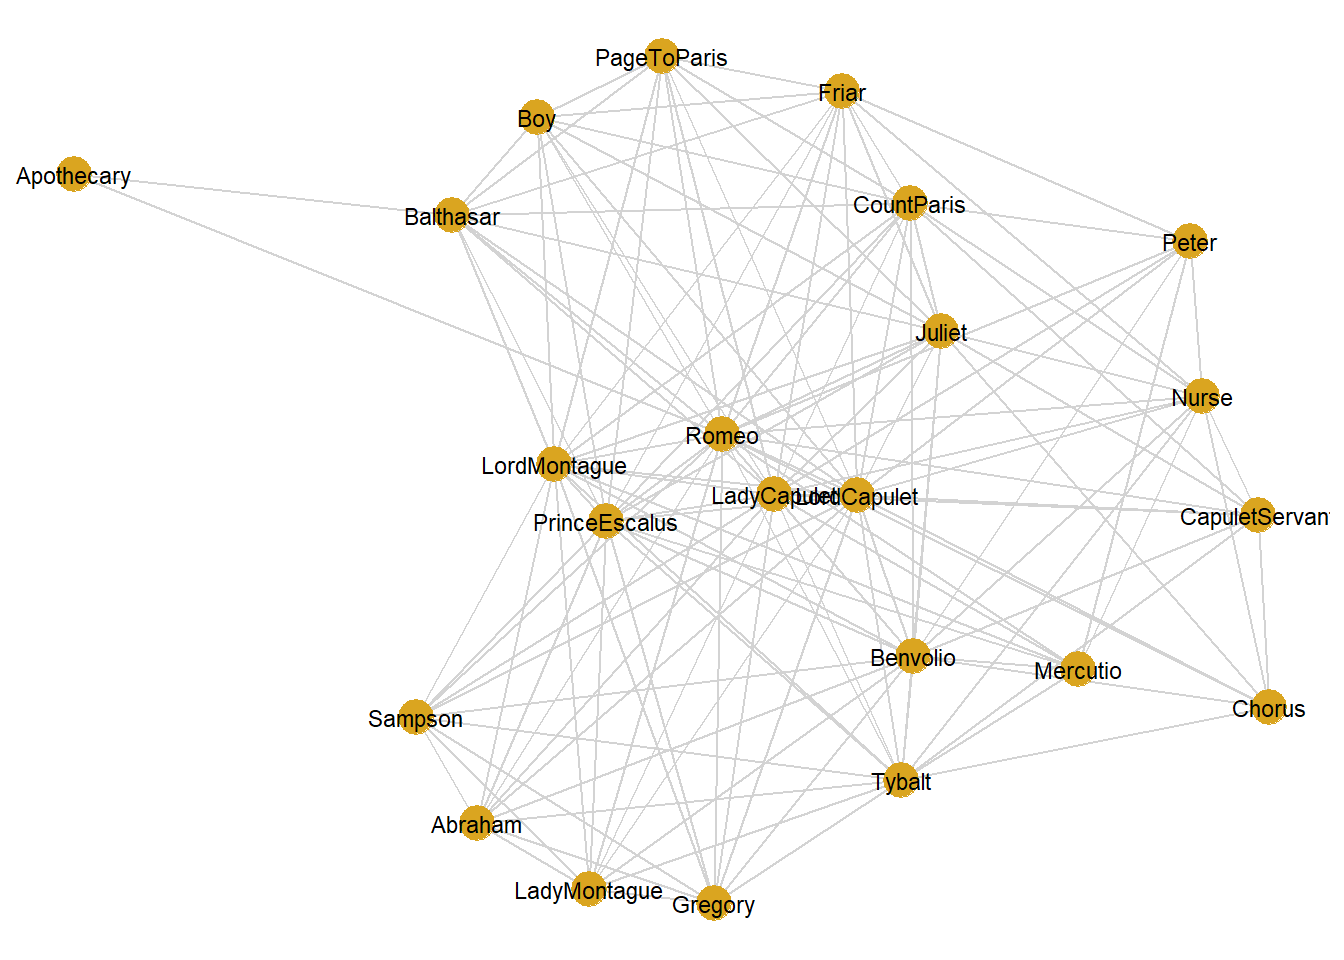 PageToParis
Friar
Boy
Apothecary
CountParis
Balthasar
Peter
Juliet
Nurse
Romeo
LordMontague
LadyCapulet
LordCapulet
CapuletServant
PrinceEscalus
Benvolio
Mercutio
Chorus
Sampson
Tybalt
Abraham
LadyMontague
Gregory